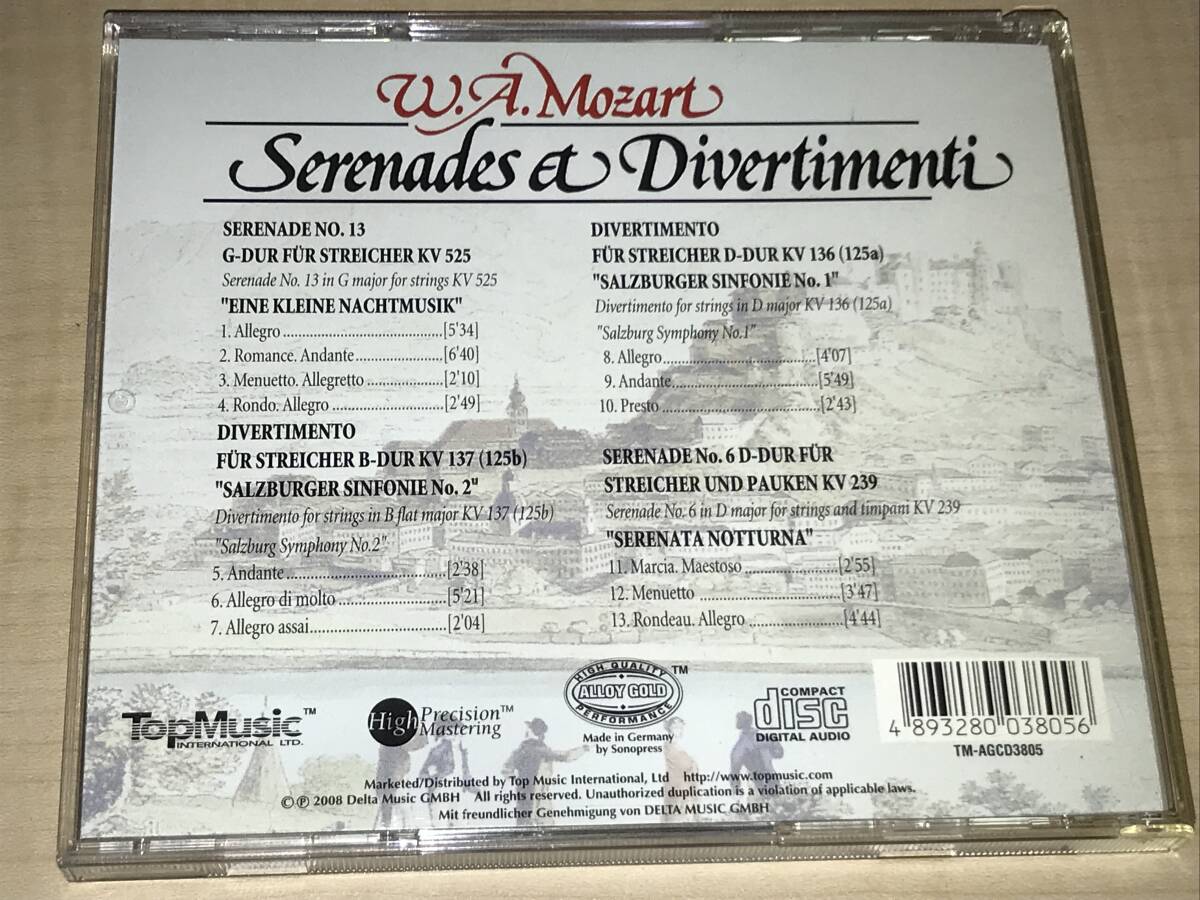 W.A.Mozart
Serenades et Divertimenti
SERENADE NO. 13
G-DUR FÜR STREICHER KV 525
Serenade No. 13 in G major for strings KV 525
"EINE KLEINE NACHTMUSIK"
1. Allegro ........................................[5'34]
2. Romance. Andante......................[6'40]
3. Menuetto. Allegretto ...................[2'10]
4. Rondo. Allegro ............................[2'49]
DIVERTIMENTO
FÜR STREICHER B-DUR KV 137 (125b)
"SALZBURGER SINFONIE No. 2"
Divertimento for strings in B flat major KV 137 (125b)
"Salzburg Symphony No.2"
5. Andante........................................[2'38]
6. Allegro di molto ...........................[5'21]
7. Allegro assai..................................[2'04]
DIVERTIMENTO
FÜR STREICHER D-DUR KV 136 (125a)
"SALZBURGER SINFONIE No. 1"
Divertimento for strings in D major KV 136 (125a)
"Salzburg Symphony No.1"
8. Allegro.......................................[4'07]
9. Andante.....................................[5'49]
10. Presto ........................................[2'43]
SERENADE No. 6 D-DUR FÜR
STREICHER UND PAUKEN KV 239
Serenade No. 6 in D major for strings and timpani KV 239
"SERENATA NOTTURNA"
11. Marcia. Maestoso .......................[2'55]
12. Menuetto ...................................[3'47]
13. Rondeau. Allegro ........................[4'44]
TopMusic™
INTERNATIONAL LTD.
High Precision™
Mastering
HIGH QUALITY ™
ALLOY GOLD
PERFORMANCE
Made in Germany
by Sonopress
COMPACT
disc
DIGITAL AUDIO
4 893280 038056
TM-AGCD3805
Marketed/Distributed by Top Music International, Ltd http://www.topmusic.com
©℗ 2008 Delta Music GMBH All rights reserved. Unauthorized duplication is a violation of applicable laws.
Mit freundlicher Genehmigung von DELTA MUSIC GMBH